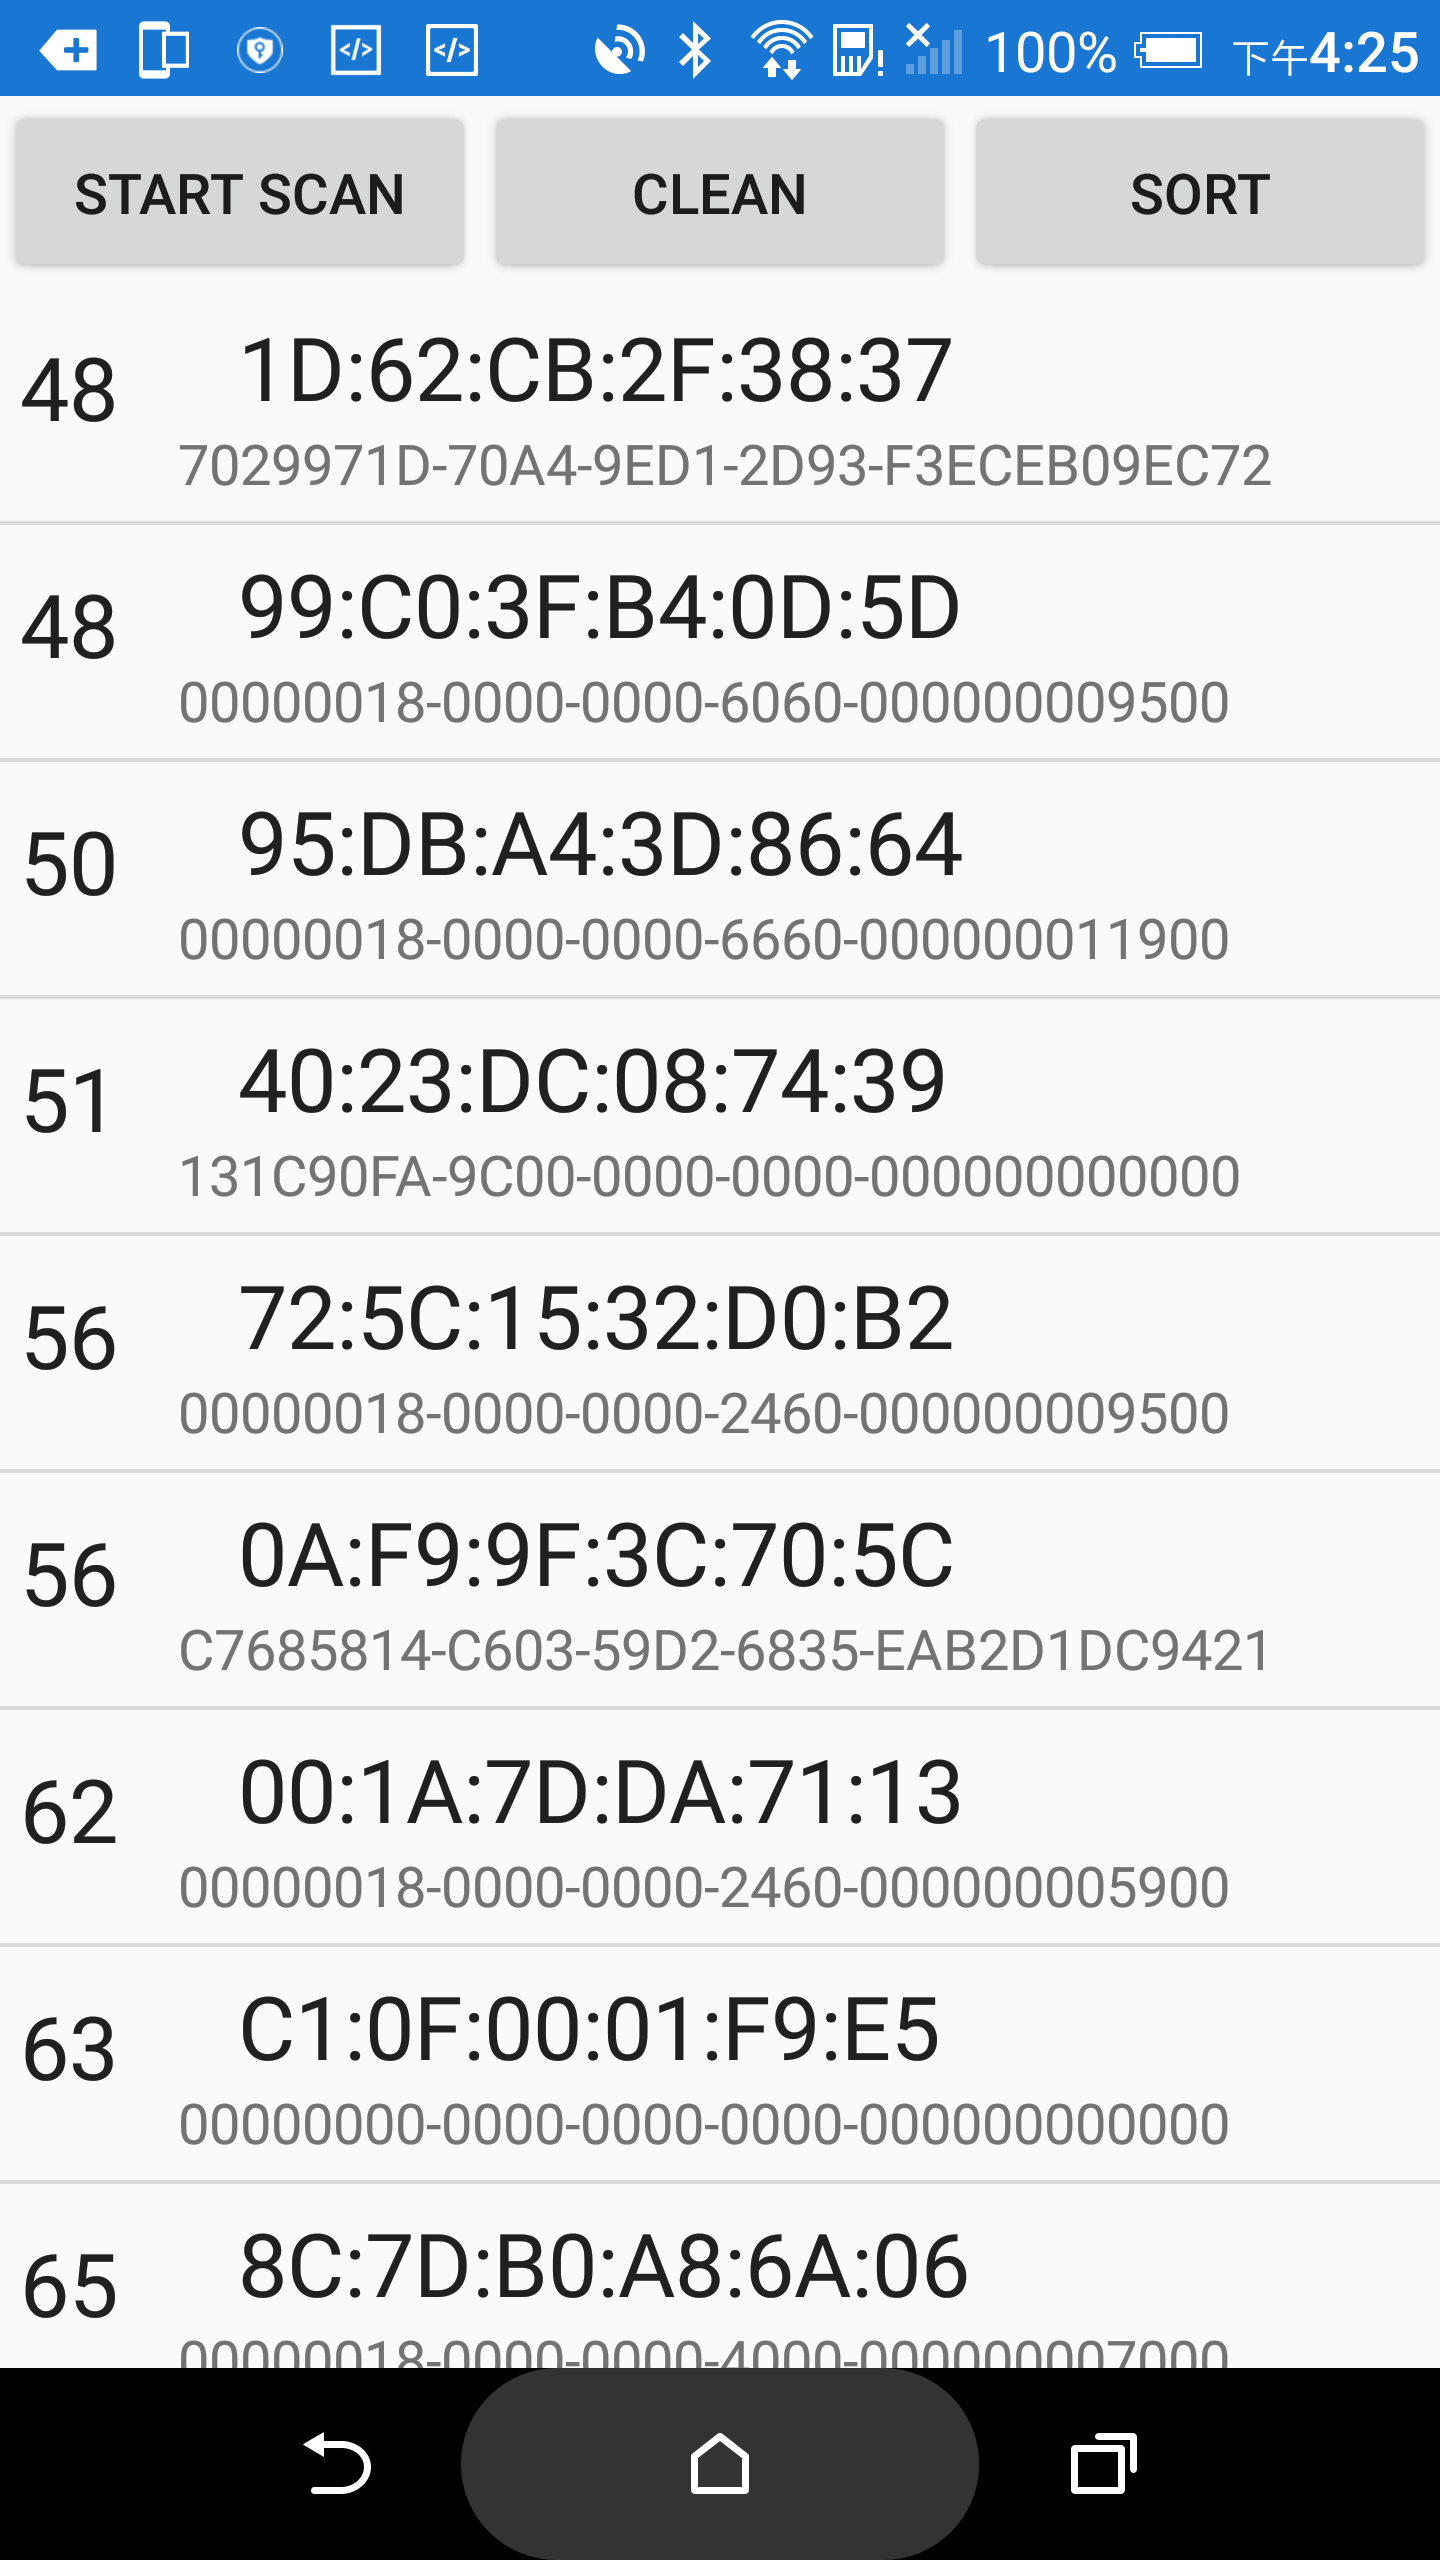 100% 下午4:25
START SCAN CLEAN SORT
48 1D:62:CB:2F:38:37
7029971D-70A4-9ED1-2D93-F3ECEB09EC72
48 99:C0:3F:B4:0D:5D
00000018-0000-0000-6060-000000009500
50 95:DB:A4:3D:86:64
00000018-0000-0000-6660-000000011900
51 40:23:DC:08:74:39
131C90FA-9C00-0000-0000-000000000000
56 72:5C:15:32:D0:B2
00000018-0000-0000-2460-000000009500
56 0A:F9:9F:3C:70:5C
C7685814-C603-59D2-6835-EAB2D1DC9421
62 00:1A:7D:DA:71:13
00000018-0000-0000-2460-000000005900
63 C1:0F:00:01:F9:E5
00000000-0000-0000-0000-000000000000
65 8C:7D:B0:A8:6A:06
00000018-0000-0000-4000-000000007000